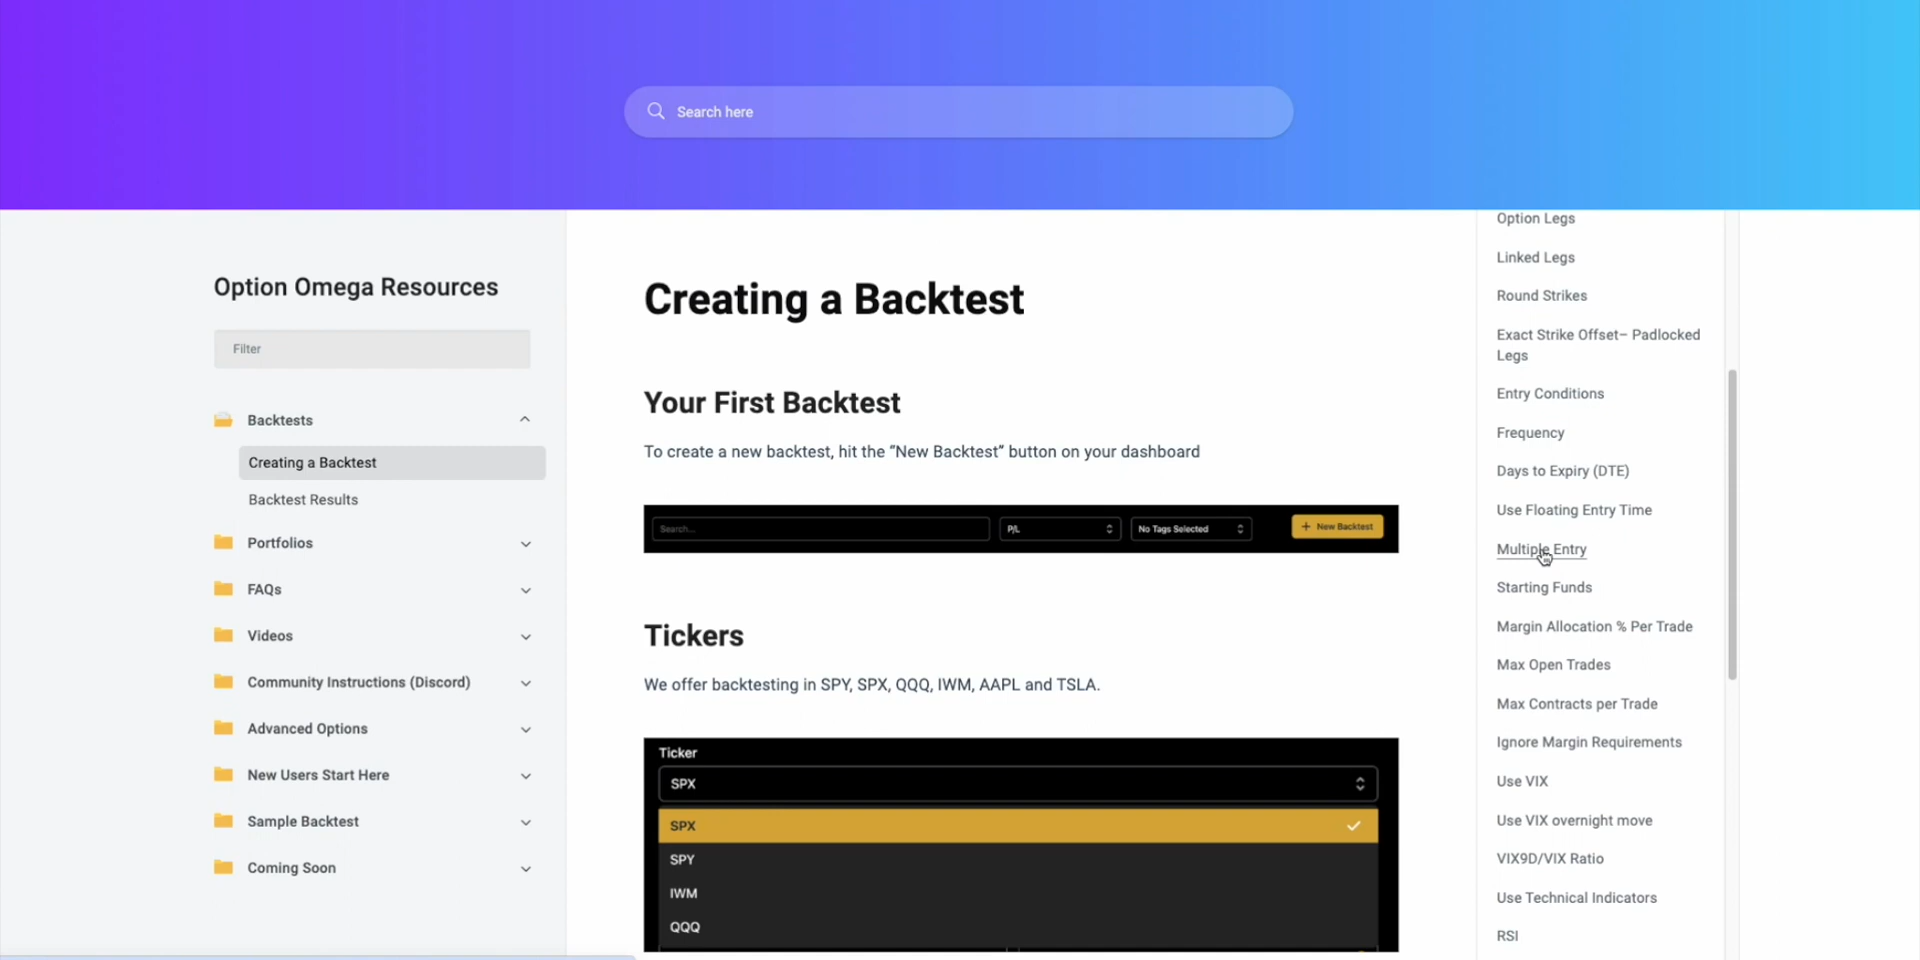 Search here
Option Omega Resources
Filter
Backtests
Creating a Backtest
Backtest Results
Portfolios
FAQs
Videos
Community Instructions (Discord)
Advanced Options
New Users Start Here
Sample Backtest
Coming Soon
Creating a Backtest
Your First Backtest
To create a new backtest, hit the “New Backtest” button on your dashboard
Search... P/L No Tags Selected + New Backtest
Tickers
We offer backtesting in SPY, SPX, QQQ, IWM, AAPL and TSLA.
Ticker
SPX
SPX
SPY
IWM
QQQ
Option Legs
Linked Legs
Round Strikes
Exact Strike Offset– Padlocked
Legs
Entry Conditions
Frequency
Days to Expiry (DTE)
Use Floating Entry Time
Multiple Entry
Starting Funds
Margin Allocation % Per Trade
Max Open Trades
Max Contracts per Trade
Ignore Margin Requirements
Use VIX
Use VIX overnight move
VIX9D/VIX Ratio
Use Technical Indicators
RSI